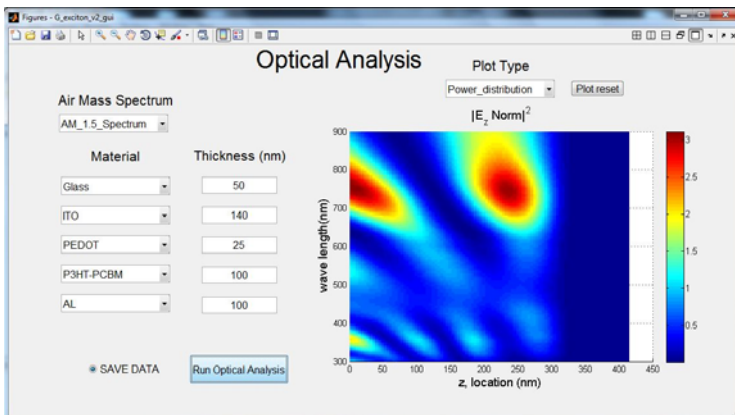 Figures - G_exciton_v2_gui
Optical Analysis
Plot Type
Power_distribution
Plot reset
Air Mass Spectrum
AM_1.5_Spectrum
Material
Thickness (nm)
Glass
50
ITO
140
PEDOT
25
P3HT-PCBM
100
AL
100
SAVE DATA
Run Optical Analysis
|E_z Norm|^2
wave length(nm)
900
800
700
600
500
400
300
0
50
100
150
200
250
300
350
400
450
z, location (nm)
3
2.5
2
1.5
1
0.5